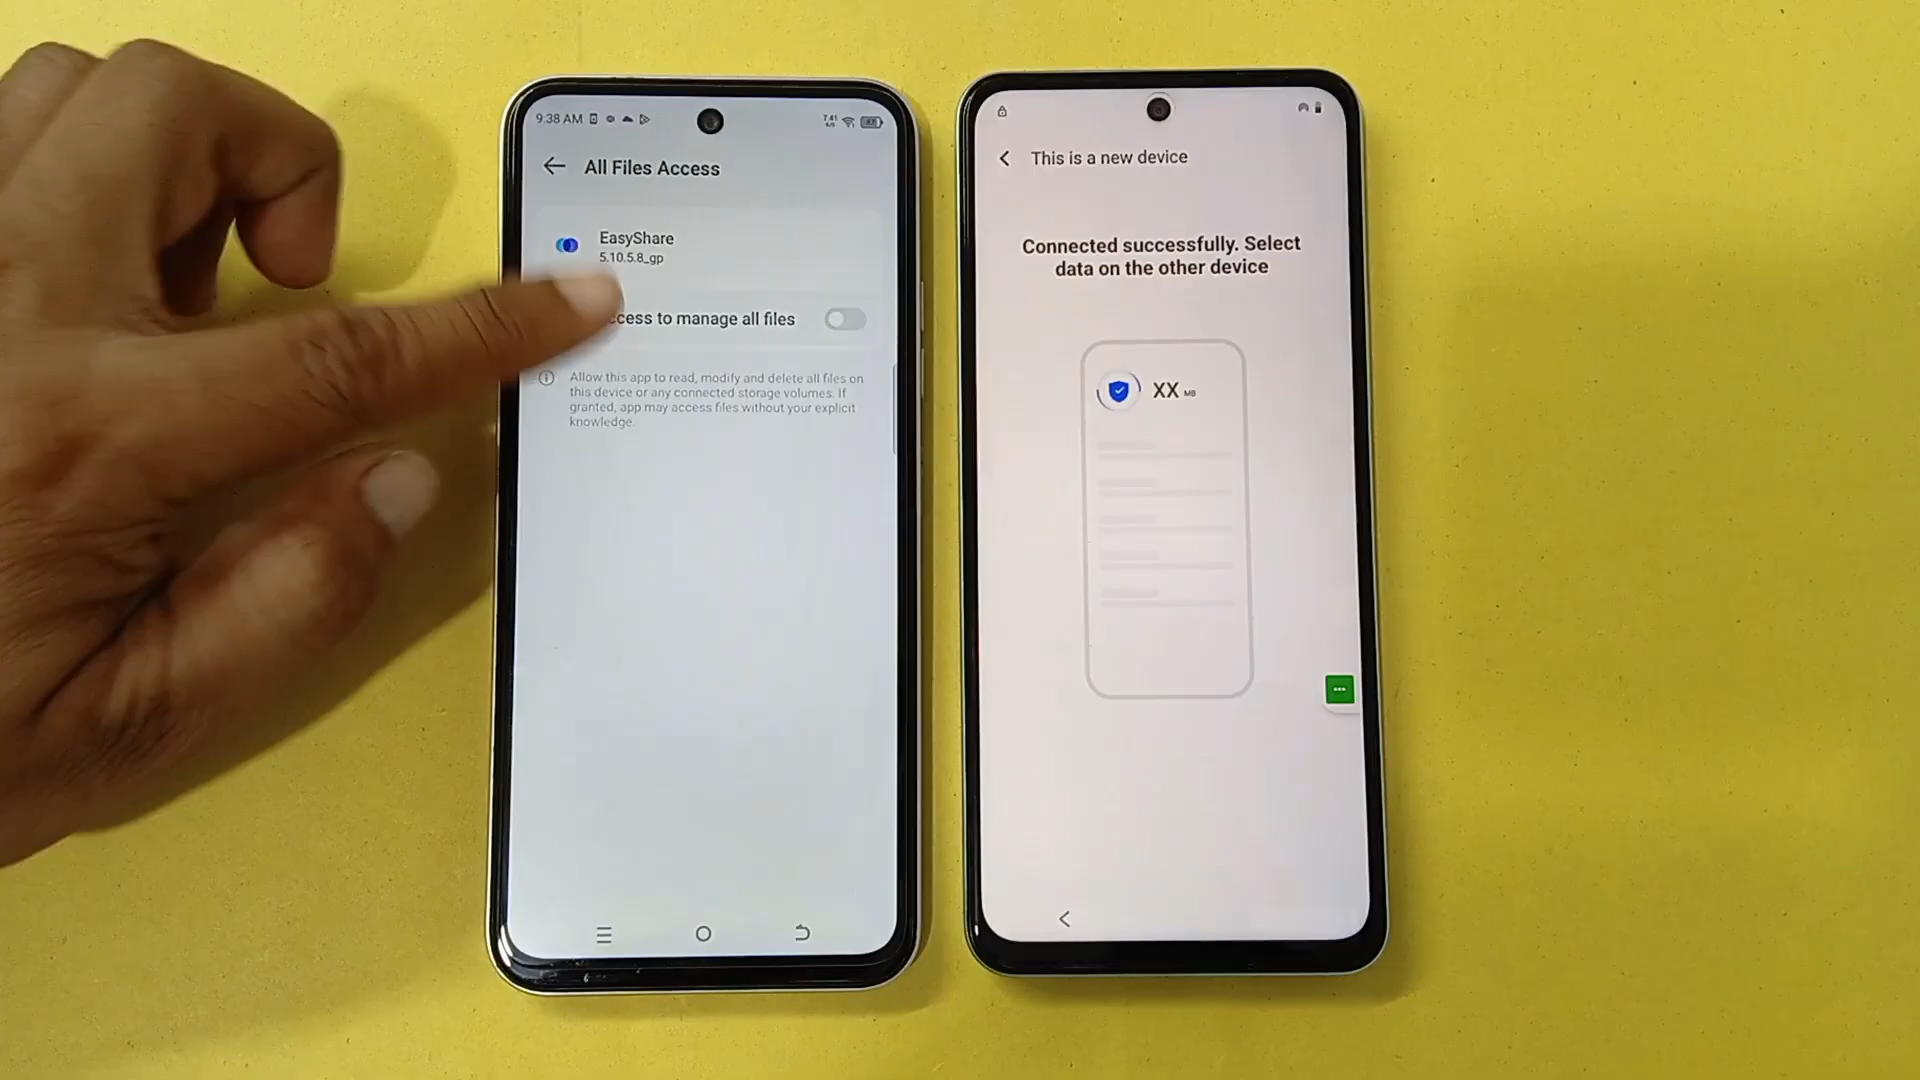 9:38 AM
All Files Access
EasyShare
5.10.5.8_gp
cess to manage all files
Allow this app to read, modify and delete all files on
this device or any connected storage volumes. If
granted, app may access files without your explicit
knowledge.
This is a new device
Connected successfully. Select
data on the other device
XX MB